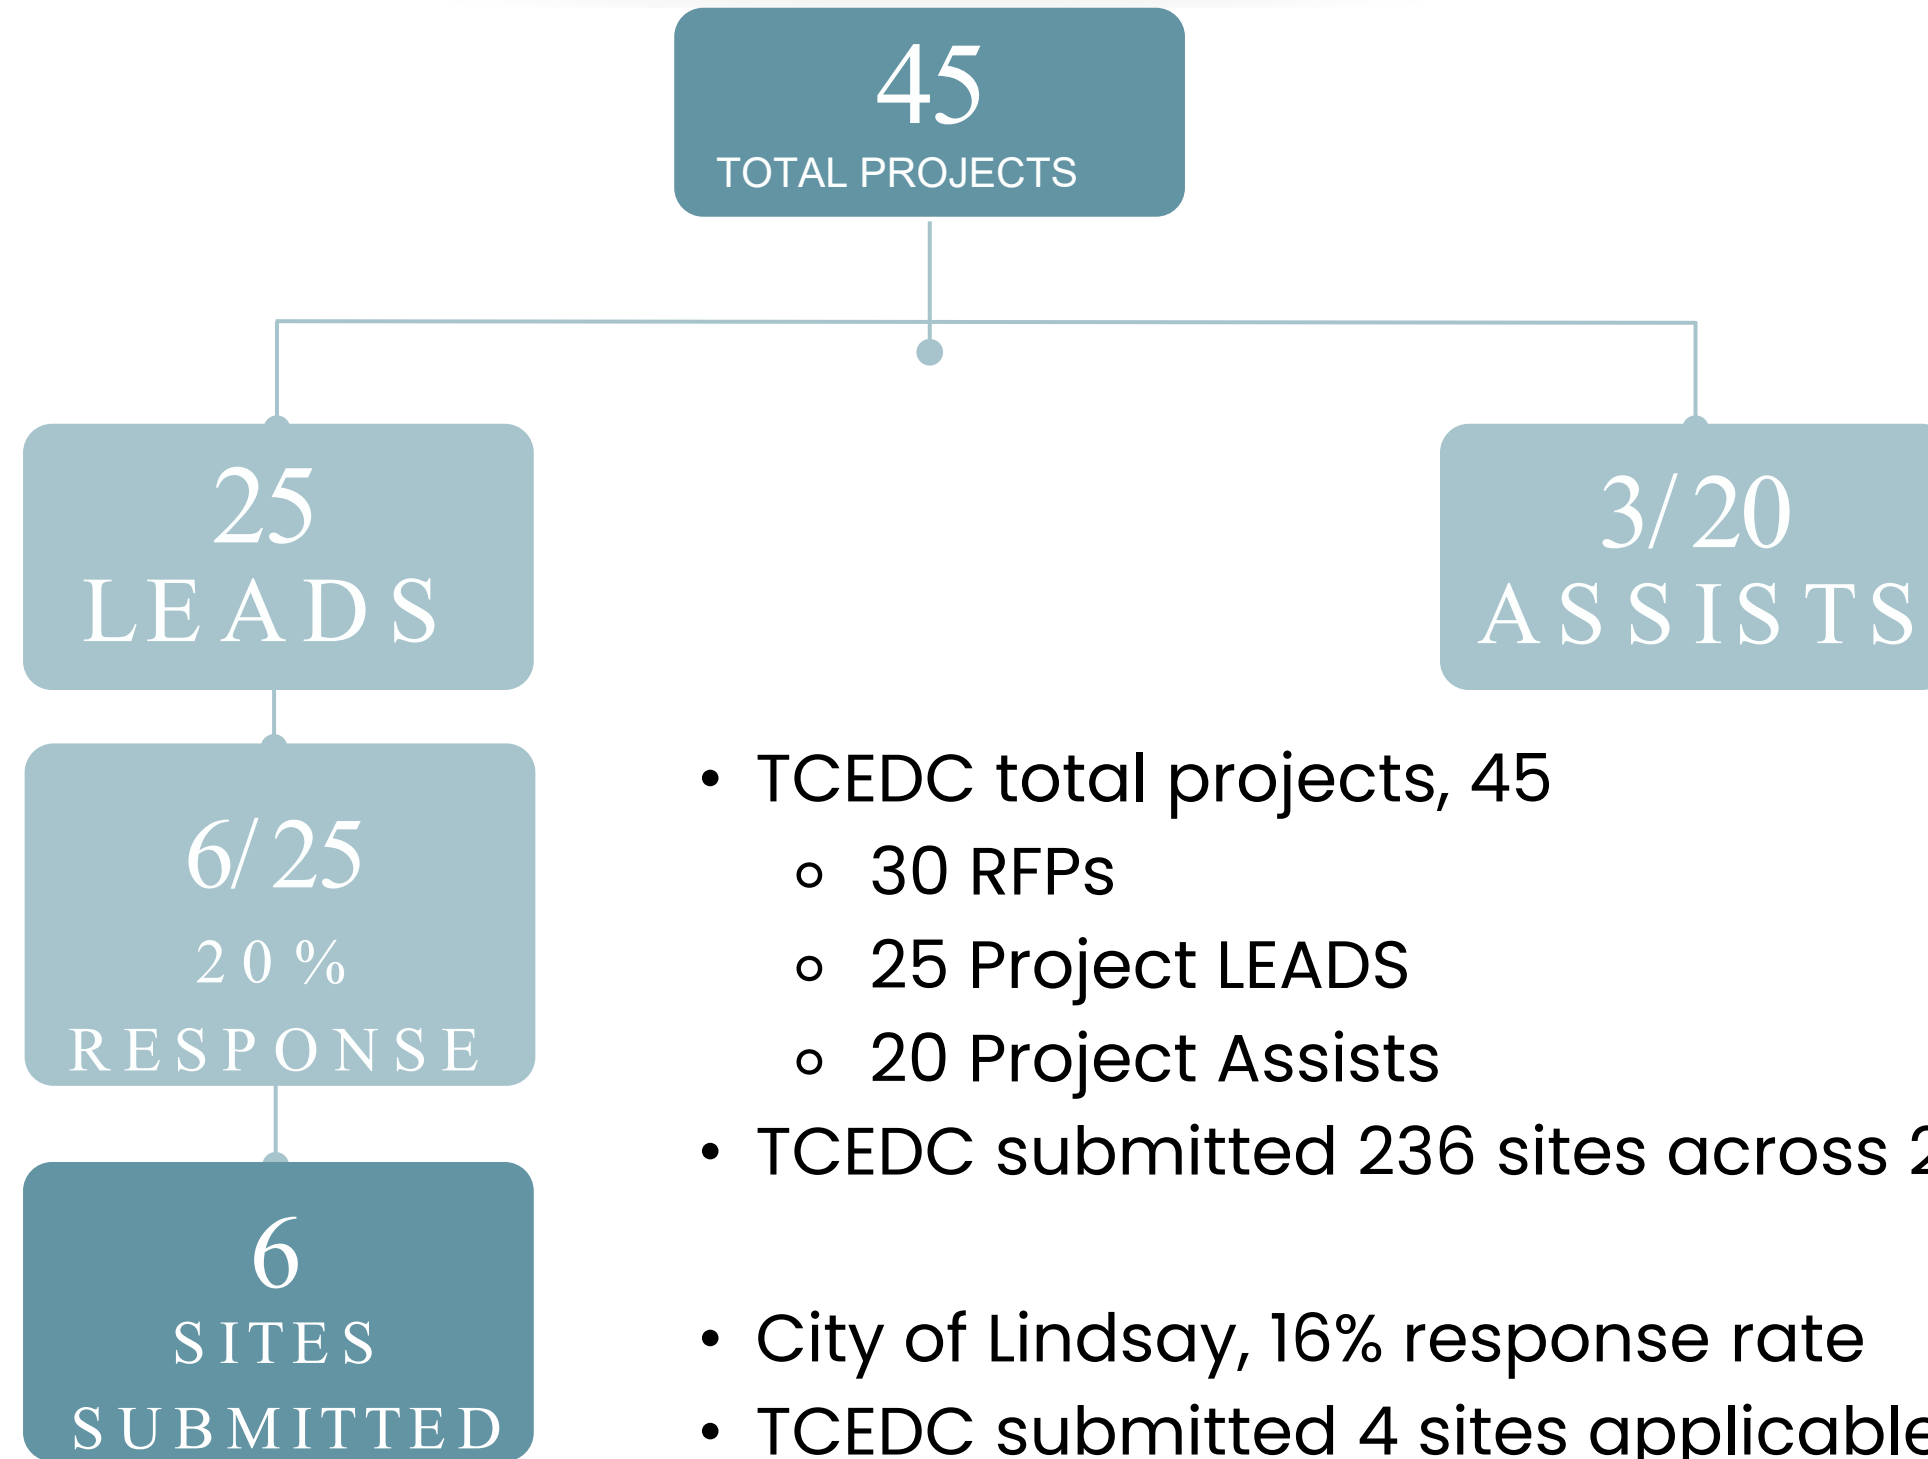 45
TOTAL PROJECTS
25
LEADS
3/20
ASSISTS
6/25
20%
RESPONSE
6
SITES
SUBMITTED
• TCEDC total projects, 45
○ 30 RFPs
○ 25 Project LEADS
○ 20 Project Assists
• TCEDC submitted 236 sites across
• City of Lindsay, 16% response rate
• TCEDC submitted 4 sites applicable